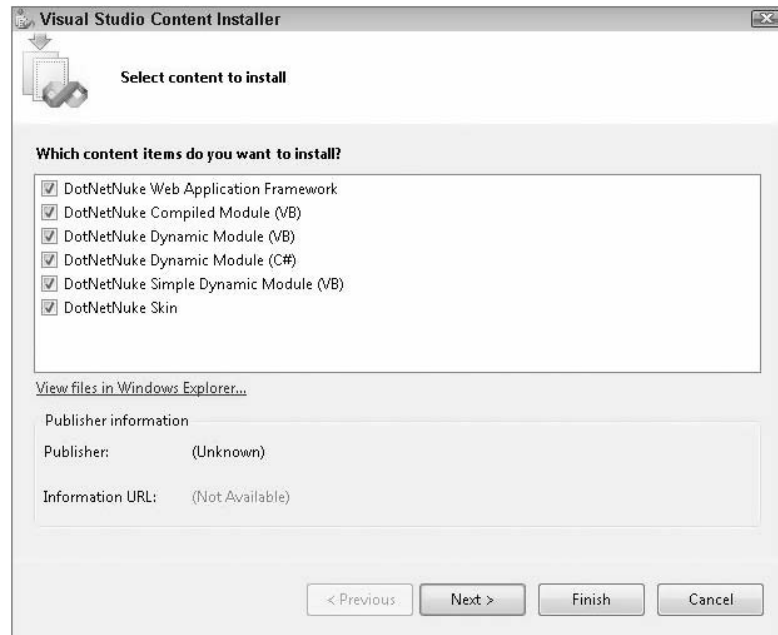 Visual Studio Content Installer
Select content to install
Which content items do you want to install?
DotNetNuke Web Application Framework
DotNetNuke Compiled Module (VB)
DotNetNuke Dynamic Module (VB)
DotNetNuke Dynamic Module (C#)
DotNetNuke Simple Dynamic Module (VB)
DotNetNuke Skin
View files in Windows Explorer...
Publisher information
Publisher: (Unknown)
Information URL: (Not Available)
< Previous Next > Finish Cancel